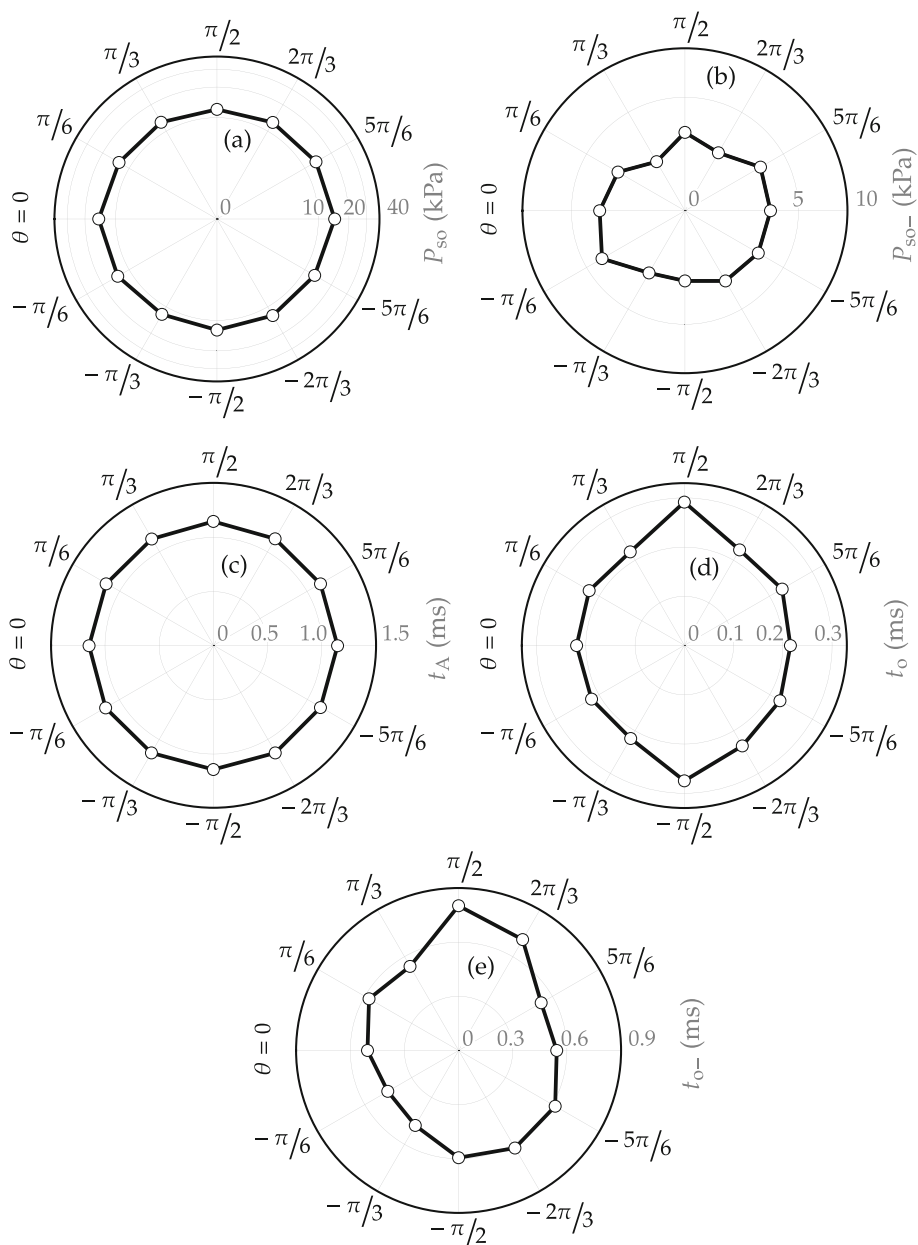 π/2
π/3
2π/3
(a)
π/6
5π/6
θ = 0
0 10 20 40
P_so (kPa)
− π/6
− 5π/6
− π/3
− 2π/3
− π/2
π/2
π/3
2π/3
(b)
π/6
5π/6
θ = 0
0 5 10
P_so− (kPa)
− π/6
− 5π/6
− π/3
− 2π/3
− π/2
π/2
π/3
2π/3
(c)
π/6
5π/6
θ = 0
0 0.5 1.0 1.5
t_A (ms)
− π/6
− 5π/6
− π/3
− 2π/3
− π/2
π/2
π/3
2π/3
(d)
π/6
5π/6
θ = 0
0 0.1 0.2 0.3
t_o (ms)
− π/6
− 5π/6
− π/3
− 2π/3
− π/2
π/2
π/3
2π/3
(e)
π/6
5π/6
θ = 0
0 0.3 0.6 0.9
t_o− (ms)
− π/6
− 5π/6
− π/3
− 2π/3
− π/2